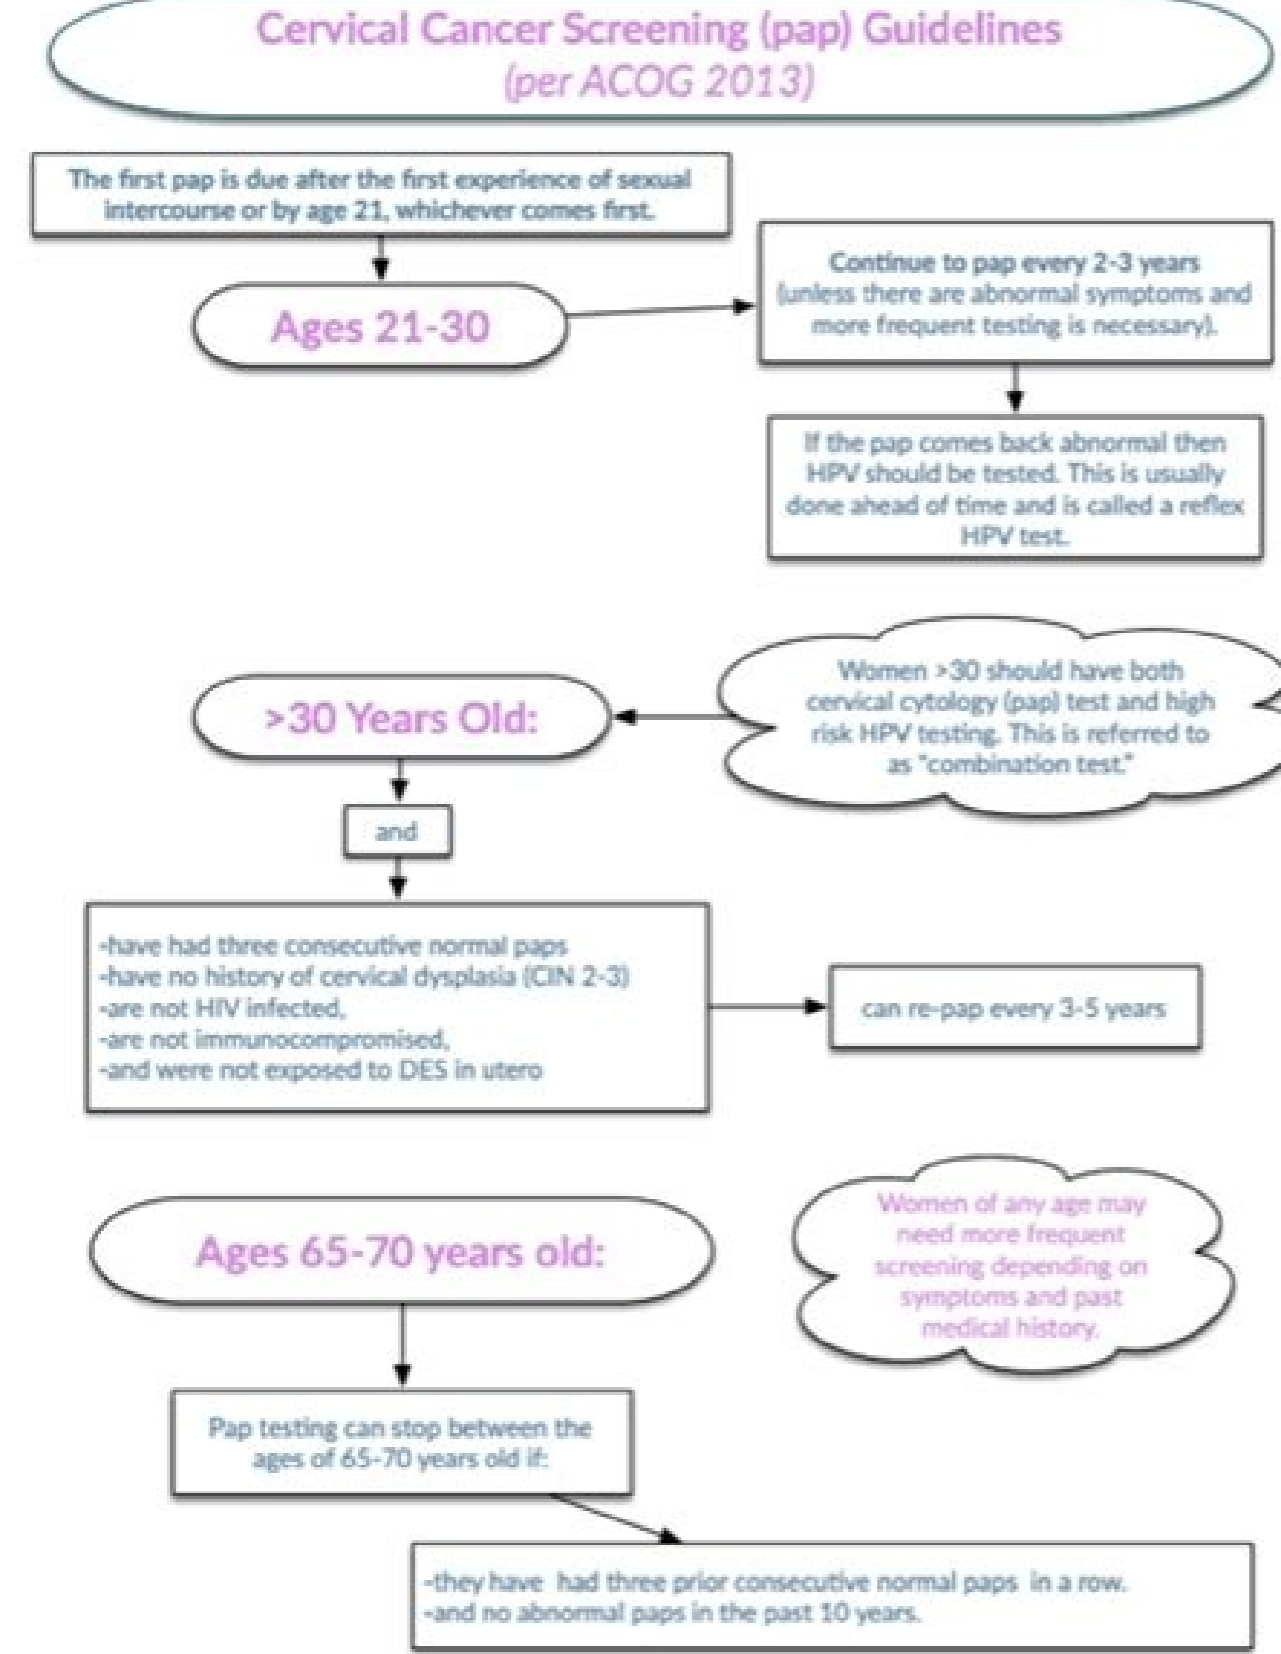 Cervical Cancer Screening (pap) Guidelines
(per ACOG 2013)
The first pap is due after the first experience of sexual
intercourse or by age 21, whichever comes first.
Ages 21-30
Continue to pap every 2-3 years
(unless there are abnormal symptoms and
more frequent testing is necessary).
If the pap comes back abnormal then
HPV should be tested. This is usually
done ahead of time and is called a reflex
HPV test.
Women >30 should have both
cervical cytology (pap) test and high
risk HPV testing. This is referred to
as "combination test."
>30 Years Old:
and
-have had three consecutive normal paps
-have no history of cervical dysplasia (CIN 2-3)
-are not HIV infected,
-are not immunocompromised,
-and were not exposed to DES in utero
can re-pap every 3-5 years
Ages 65-70 years old:
Women of any age may
need more frequent
screening depending on
symptoms and past
medical history.
Pap testing can stop between the
ages of 65-70 years old if:
-they have had three prior consecutive normal paps in a row.
-and no abnormal paps in the past 10 years.